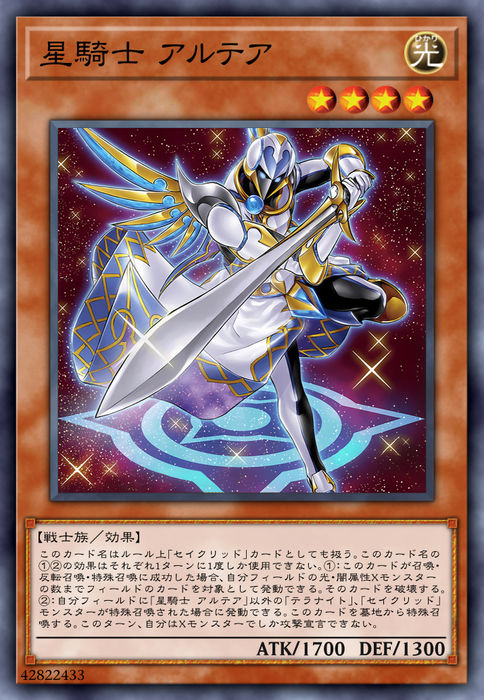 星騎士 アルテア
光
ひかり
【戦士族／効果】
このカード名はルール上「セイクリッド」カードとしても扱う。このカード名の
①②の効果はそれぞれ1ターンに1度しか使用できない。①：このカードが召喚・
反転召喚・特殊召喚に成功した場合、自分フィールドの光・闇属性Xモンスター
の数までフィールドのカードを対象として発動できる。そのカードを破壊する。
②：自分フィールドに「星騎士 アルテア」以外の「テラナイト」、「セイクリッド」
モンスターが特殊召喚された場合に発動できる。このカードを墓地から特殊召
喚する。このターン、自分はXモンスターでしか攻撃宣言できない。
ATK/1700 DEF/1300
42822433